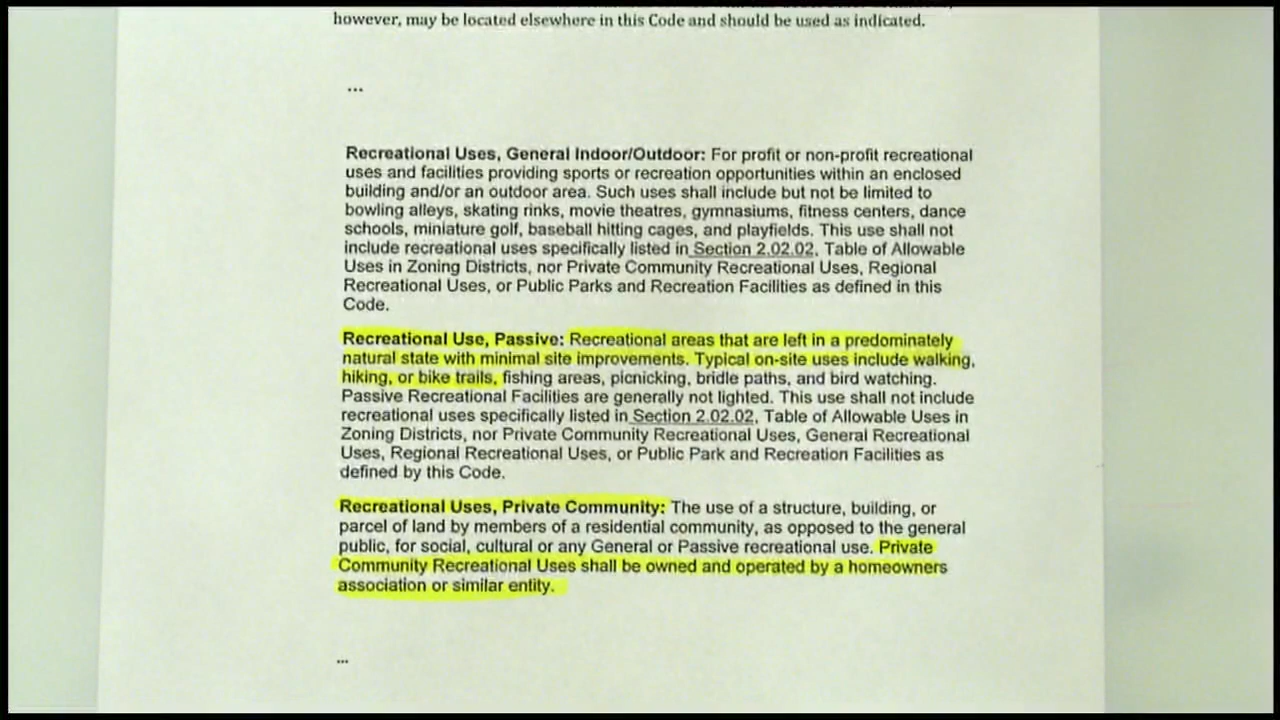 however, may be located elsewhere in this Code and should be used as indicated.
...
Recreational Uses, General Indoor/Outdoor: For profit or non-profit recreational
uses and facilities providing sports or recreation opportunities within an enclosed
building and/or an outdoor area. Such uses shall include but not be limited to
bowling alleys, skating rinks, movie theatres, gymnasiums, fitness centers, dance
schools, miniature golf, baseball hitting cages, and playfields. This use shall not
include recreational uses specifically listed in Section 2.02.02, Table of Allowable
Uses in Zoning Districts, nor Private Community Recreational Uses, Regional
Recreational Uses, or Public Parks and Recreation Facilities as defined in this
Code.
Recreational Use, Passive: Recreational areas that are left in a predominately
natural state with minimal site improvements. Typical on-site uses include walking,
hiking, or bike trails, fishing areas, picnicking, bridle paths, and bird watching.
Passive Recreational Facilities are generally not lighted. This use shall not include
recreational uses specifically listed in Section 2.02.02, Table of Allowable Uses in
Zoning Districts, nor Private Community Recreational Uses, General Recreational
Uses, Regional Recreational Uses, or Public Park and Recreation Facilities as
defined by this Code.
Recreational Uses, Private Community: The use of a structure, building, or
parcel of land by members of a residential community, as opposed to the general
public, for social, cultural or any General or Passive recreational use. Private
Community Recreational Uses shall be owned and operated by a homeowners
association or similar entity.
...